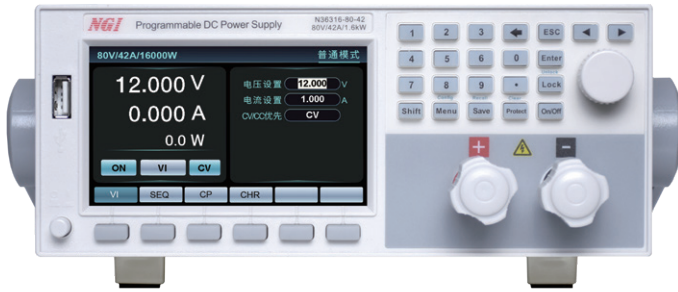 NGI Programmable DC Power Supply N36316-80-42
80V/42A/1.6kW
80V/42A/16000W 普通模式
12.000 V
0.000 A
0.0 W
电压设置 12.000 V
电流设置 1.000 A
CV/CC优先 CV
ON VI CV
VI SEQ CP CHR
1 2 3 ESC
4 5 6 0 Enter
7 8 9 . Lock
Shift Menu Save Protect On/Off
+ -